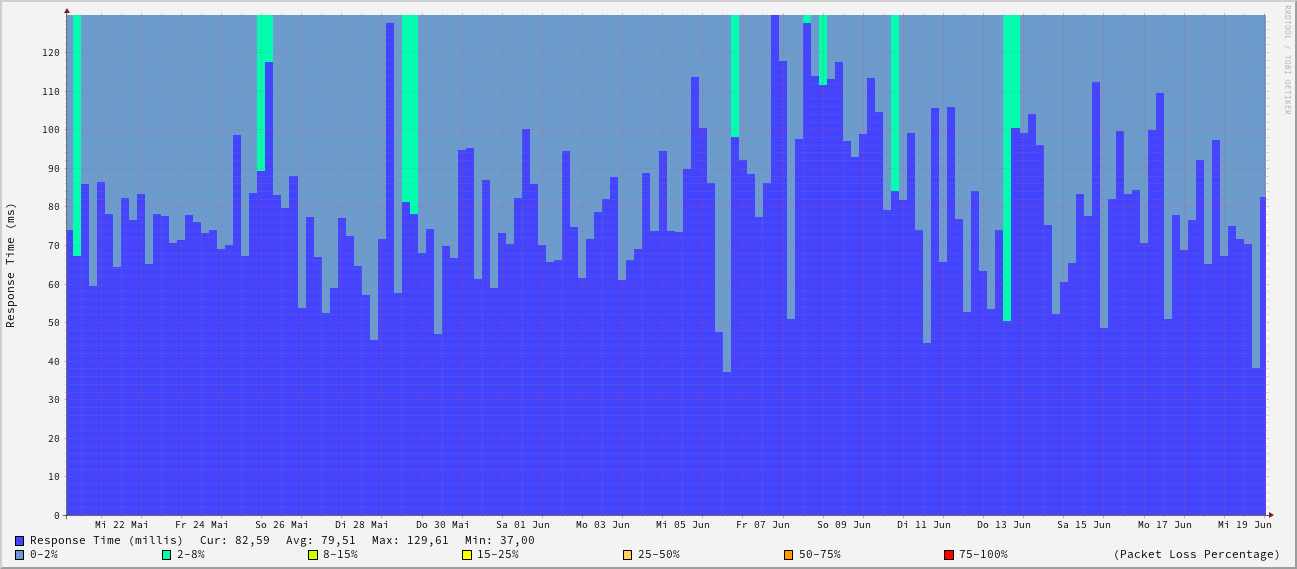 RRDTOOL / TOBI OETIKER
Response Time (ms)
120
110
100
90
80
70
60
50
40
30
20
10
0
Mi 22 Mai Fr 24 Mai So 26 Mai Di 28 Mai Do 30 Mai Sa 01 Jun Mo 03 Jun Mi 05 Jun Fr 07 Jun So 09 Jun Di 11 Jun Do 13 Jun Sa 15 Jun Mo 17 Jun Mi 19 Jun
Response Time (millis) Cur: 82,59 Avg: 79,51 Max: 129,61 Min: 37,00
0-2% 2-8% 8-15% 15-25% 25-50% 50-75% 75-100% (Packet Loss Percentage)